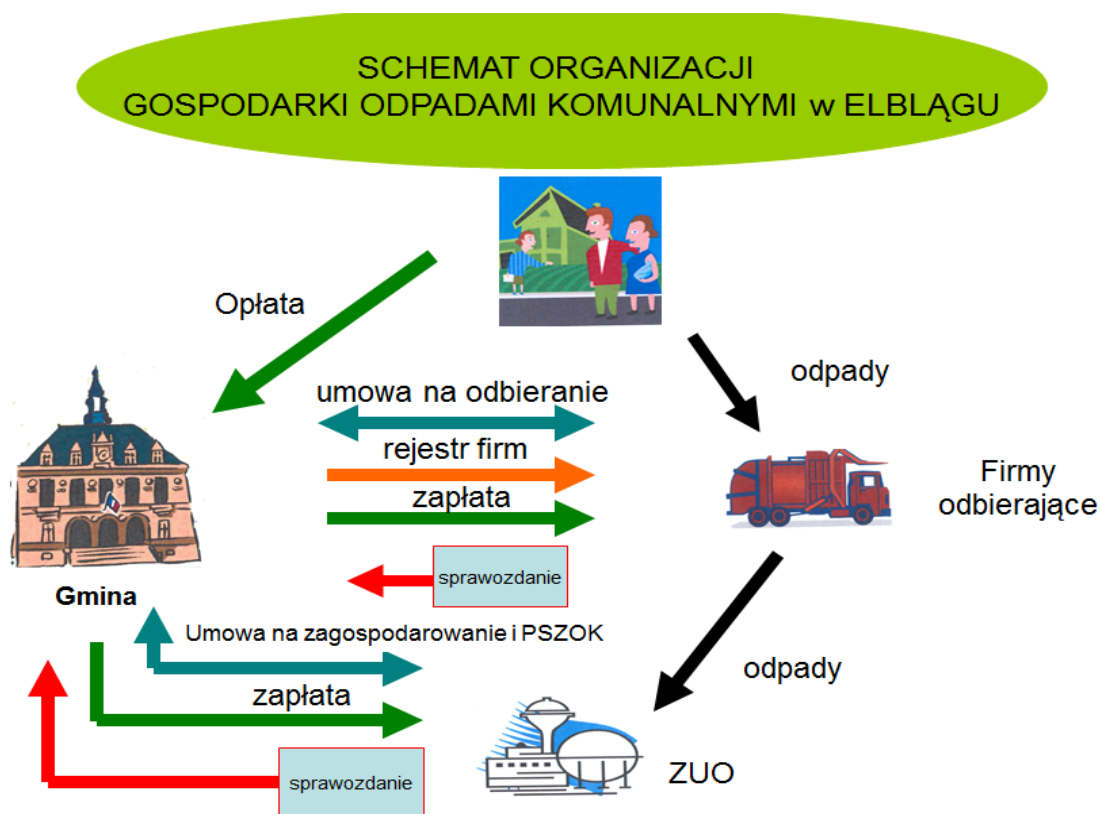 SCHEMAT ORGANIZACJI
GOSPODARKI ODPADAMI KOMUNALNYMI w ELBLĄGU
Opłata
odpady
umowa na odbieranie
rejestr firm
zapłata
Firmy
odbierające
sprawozdanie
Gmina
Umowa na zagospodarowanie i PSZOK
odpady
zapłata
ZUO
sprawozdanie